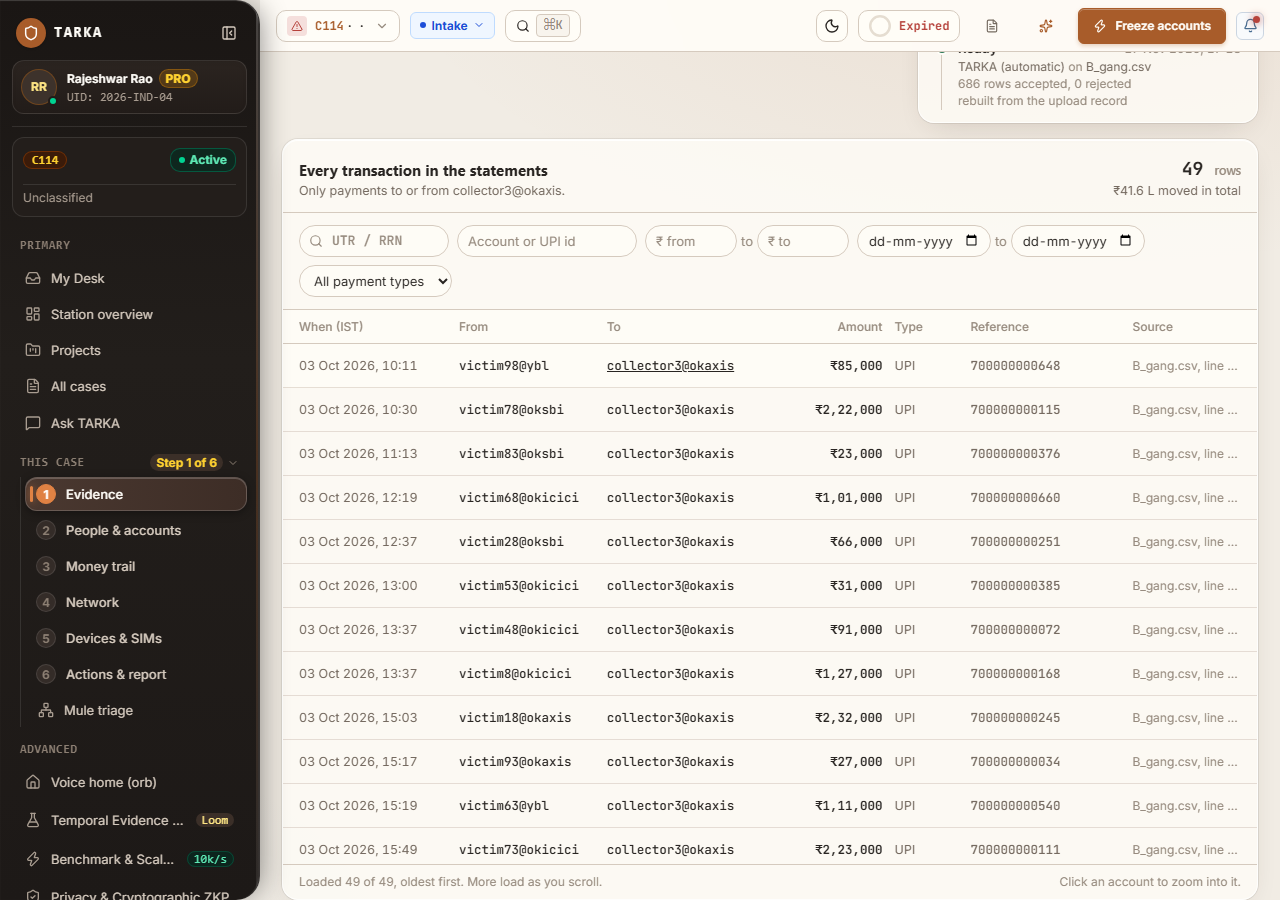 TARKA
RR
Rajeshwar Rao PRO
UID: 2026-IND-04
C114 Active
Unclassified
PRIMARY
My Desk
Station overview
Projects
All cases
Ask TARKA
THIS CASE Step 1 of 6
1 Evidence
2 People & accounts
3 Money trail
4 Network
5 Devices & SIMs
6 Actions & report
Mule triage
ADVANCED
Voice home (orb)
Temporal Evidence ... Loom
Benchmark & Scal... 10k/s
Privacy & Cryptographic ZKP
C114 · · Intake ⌘K Expired Freeze accounts
TARKA (automatic) on B_gang.csv
686 rows accepted, 0 rejected
rebuilt from the upload record
Every transaction in the statements 49 rows
Only payments to or from collector3@okaxis. ₹41.6 L moved in total
UTR / RRN Account or UPI id ₹ from to ₹ to dd-mm-yyyy to dd-mm-yyyy
All payment types
When (IST) From To Amount Type Reference Source
03 Oct 2026, 10:11 victim98@ybl collector3@okaxis ₹85,000 UPI 700000000648 B_gang.csv, line ...
03 Oct 2026, 10:30 victim78@oksbi collector3@okaxis ₹2,22,000 UPI 700000000115 B_gang.csv, line ...
03 Oct 2026, 11:13 victim83@oksbi collector3@okaxis ₹23,000 UPI 700000000376 B_gang.csv, line ...
03 Oct 2026, 12:19 victim68@okicici collector3@okaxis ₹1,01,000 UPI 700000000660 B_gang.csv, line ...
03 Oct 2026, 12:37 victim28@oksbi collector3@okaxis ₹66,000 UPI 700000000251 B_gang.csv, line ...
03 Oct 2026, 13:00 victim53@okicici collector3@okaxis ₹31,000 UPI 700000000385 B_gang.csv, line ...
03 Oct 2026, 13:37 victim48@okicici collector3@okaxis ₹91,000 UPI 700000000072 B_gang.csv, line ...
03 Oct 2026, 13:37 victim8@okicici collector3@okaxis ₹1,27,000 UPI 700000000168 B_gang.csv, line ...
03 Oct 2026, 15:03 victim18@okaxis collector3@okaxis ₹2,32,000 UPI 700000000245 B_gang.csv, line ...
03 Oct 2026, 15:17 victim93@okaxis collector3@okaxis ₹27,000 UPI 700000000034 B_gang.csv, line ...
03 Oct 2026, 15:19 victim63@ybl collector3@okaxis ₹1,11,000 UPI 700000000540 B_gang.csv, line ...
03 Oct 2026, 15:49 victim73@okicici collector3@okaxis ₹2,23,000 UPI 700000000111 B_gang.csv, line ...
Loaded 49 of 49, oldest first. More load as you scroll. Click an account to zoom into it.